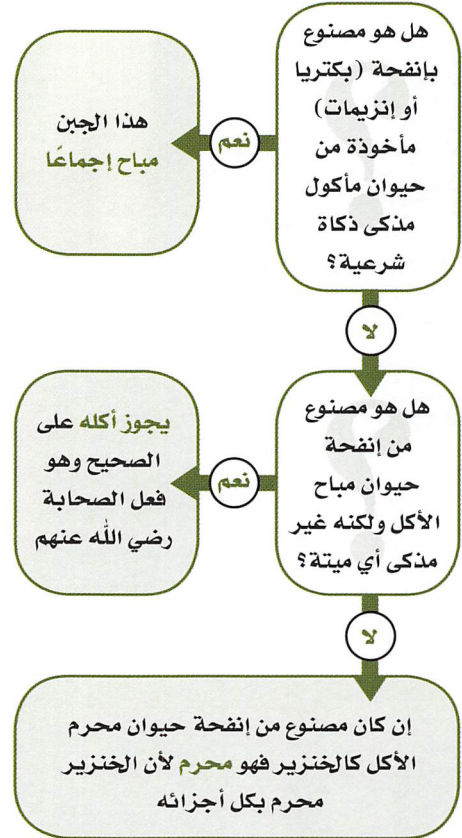 هل هو مصنوع
بإنفحة (بكتريا
أو إنزيمات)
مأخوذة من
حيوان مأكول
مذكى ذكاة
شرعية؟
نعم
هذا الجبن
مباح إجماعًا
لا
هل هو مصنوع
من إنفحة
حيوان مباح
الأكل ولكنه غير
مذكى أي ميتة؟
نعم
يجوز أكله على
الصحيح وهو
فعل الصحابة
رضي الله عنهم
لا
إن كان مصنوع من إنفحة حيوان محرم
الأكل كالخنزير فهو محرم لأن الخنزير
محرم بكل أجزائه